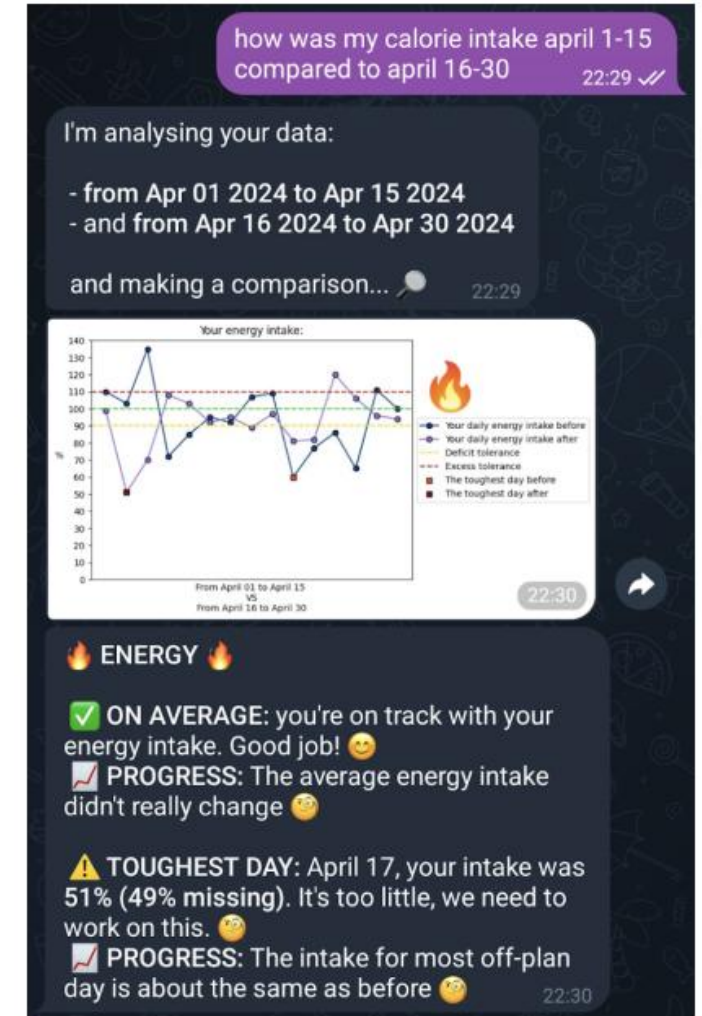 how was my calorie intake april 1-15
compared to april 16-30
22:29
I'm analysing your data:
- from Apr 01 2024 to Apr 15 2024
- and from Apr 16 2024 to Apr 30 2024
and making a comparison... 🔎
22:29
Your energy intake:
140
130
120
110
100
90
80
70
60
50
40
30
20
10
0
%
From April 01 to April 15
VS
From April 16 to April 30
Your daily energy intake before
Your daily energy intake after
Deficit tolerance
Excess tolerance
The toughest day before
The toughest day after
22:30
🔥 ENERGY 🔥
✅ ON AVERAGE: you're on track with your
energy intake. Good job! 😊
📈 PROGRESS: The average energy intake
didn't really change 🧐
⚠️ TOUGHEST DAY: April 17, your intake was
51% (49% missing). It's too little, we need to
work on this. 🧐
📈 PROGRESS: The intake for most off-plan
day is about the same as before 🧐
22:30